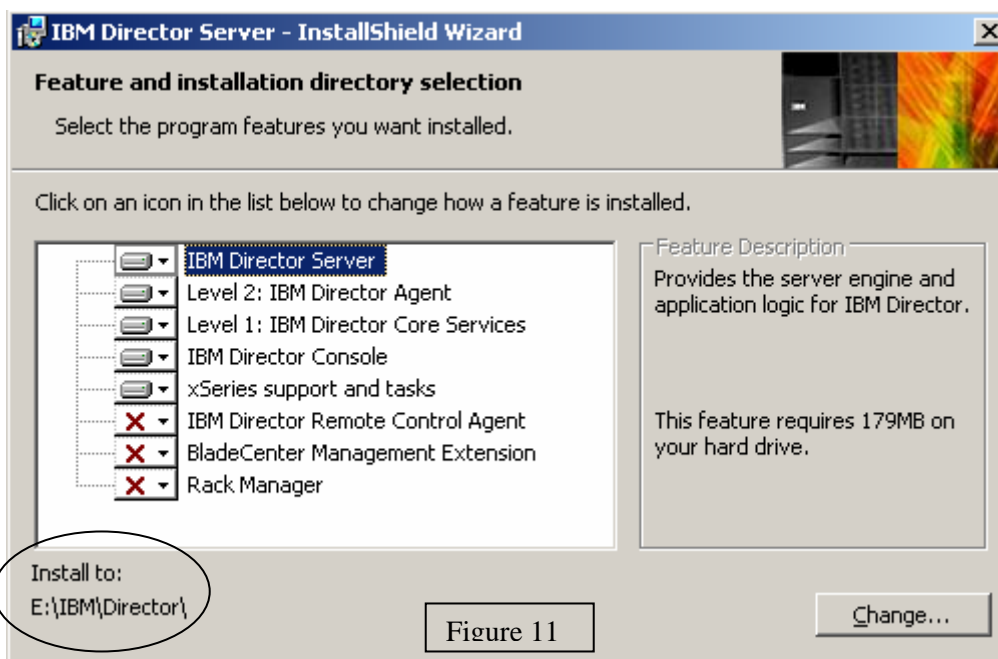 IBM Director Server - InstallShield Wizard
Feature and installation directory selection
Select the program features you want installed.
Click on an icon in the list below to change how a feature is installed.
IBM Director Server
Level 2: IBM Director Agent
Level 1: IBM Director Core Services
IBM Director Console
xSeries support and tasks
IBM Director Remote Control Agent
BladeCenter Management Extension
Rack Manager
Feature Description
Provides the server engine and
application logic for IBM Director.
This feature requires 179MB on
your hard drive.
Install to:
E:\IBM\Director\
Figure 11
Change...